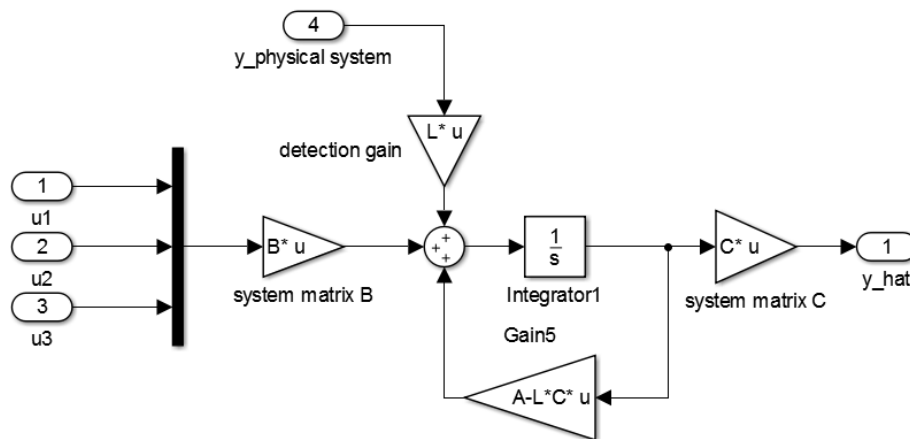 4
y_physical system
L* u
detection gain
1
u1
2
u2
3
u3
B* u
system matrix B
+
+
+
1
s
Integrator1
C* u
system matrix C
1
y_hat
Gain5
A-L*C* u